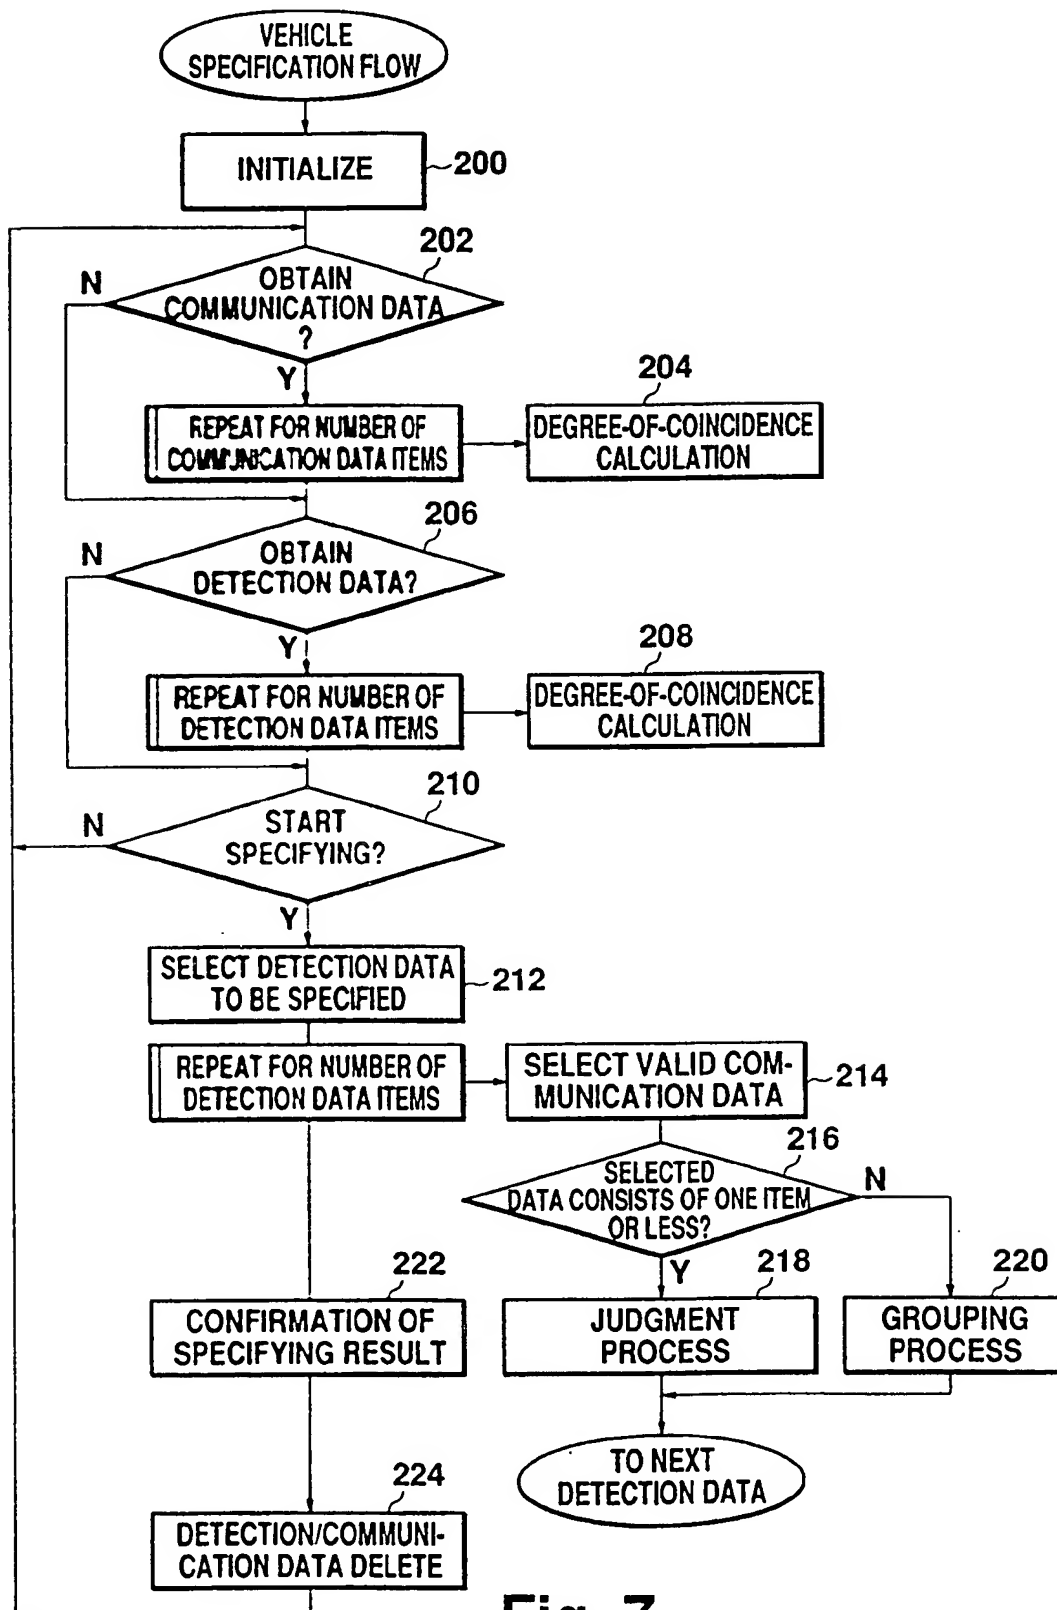 VEHICLE
SPECIFICATION FLOW
INITIALIZE
200
202
N
OBTAIN
COMMUNICATION DATA
?
Y
204
REPEAT FOR NUMBER OF
COMMUNICATION DATA ITEMS
DEGREE-OF-COINCIDENCE
CALCULATION
206
N
OBTAIN
DETECTION DATA?
Y
208
REPEAT FOR NUMBER OF
DETECTION DATA ITEMS
DEGREE-OF-COINCIDENCE
CALCULATION
210
N
START
SPECIFYING?
Y
SELECT DETECTION DATA
TO BE SPECIFIED
212
REPEAT FOR NUMBER OF
DETECTION DATA ITEMS
SELECT VALID COM-
MUNICATION DATA
214
216
SELECTED
DATA CONSISTS OF ONE ITEM
OR LESS?
N
Y
222
218
220
CONFIRMATION OF
SPECIFYING RESULT
JUDGMENT
PROCESS
GROUPING
PROCESS
TO NEXT
DETECTION DATA
224
DETECTION/COMMUNI-
CATION DATA DELETE
Fig. 7